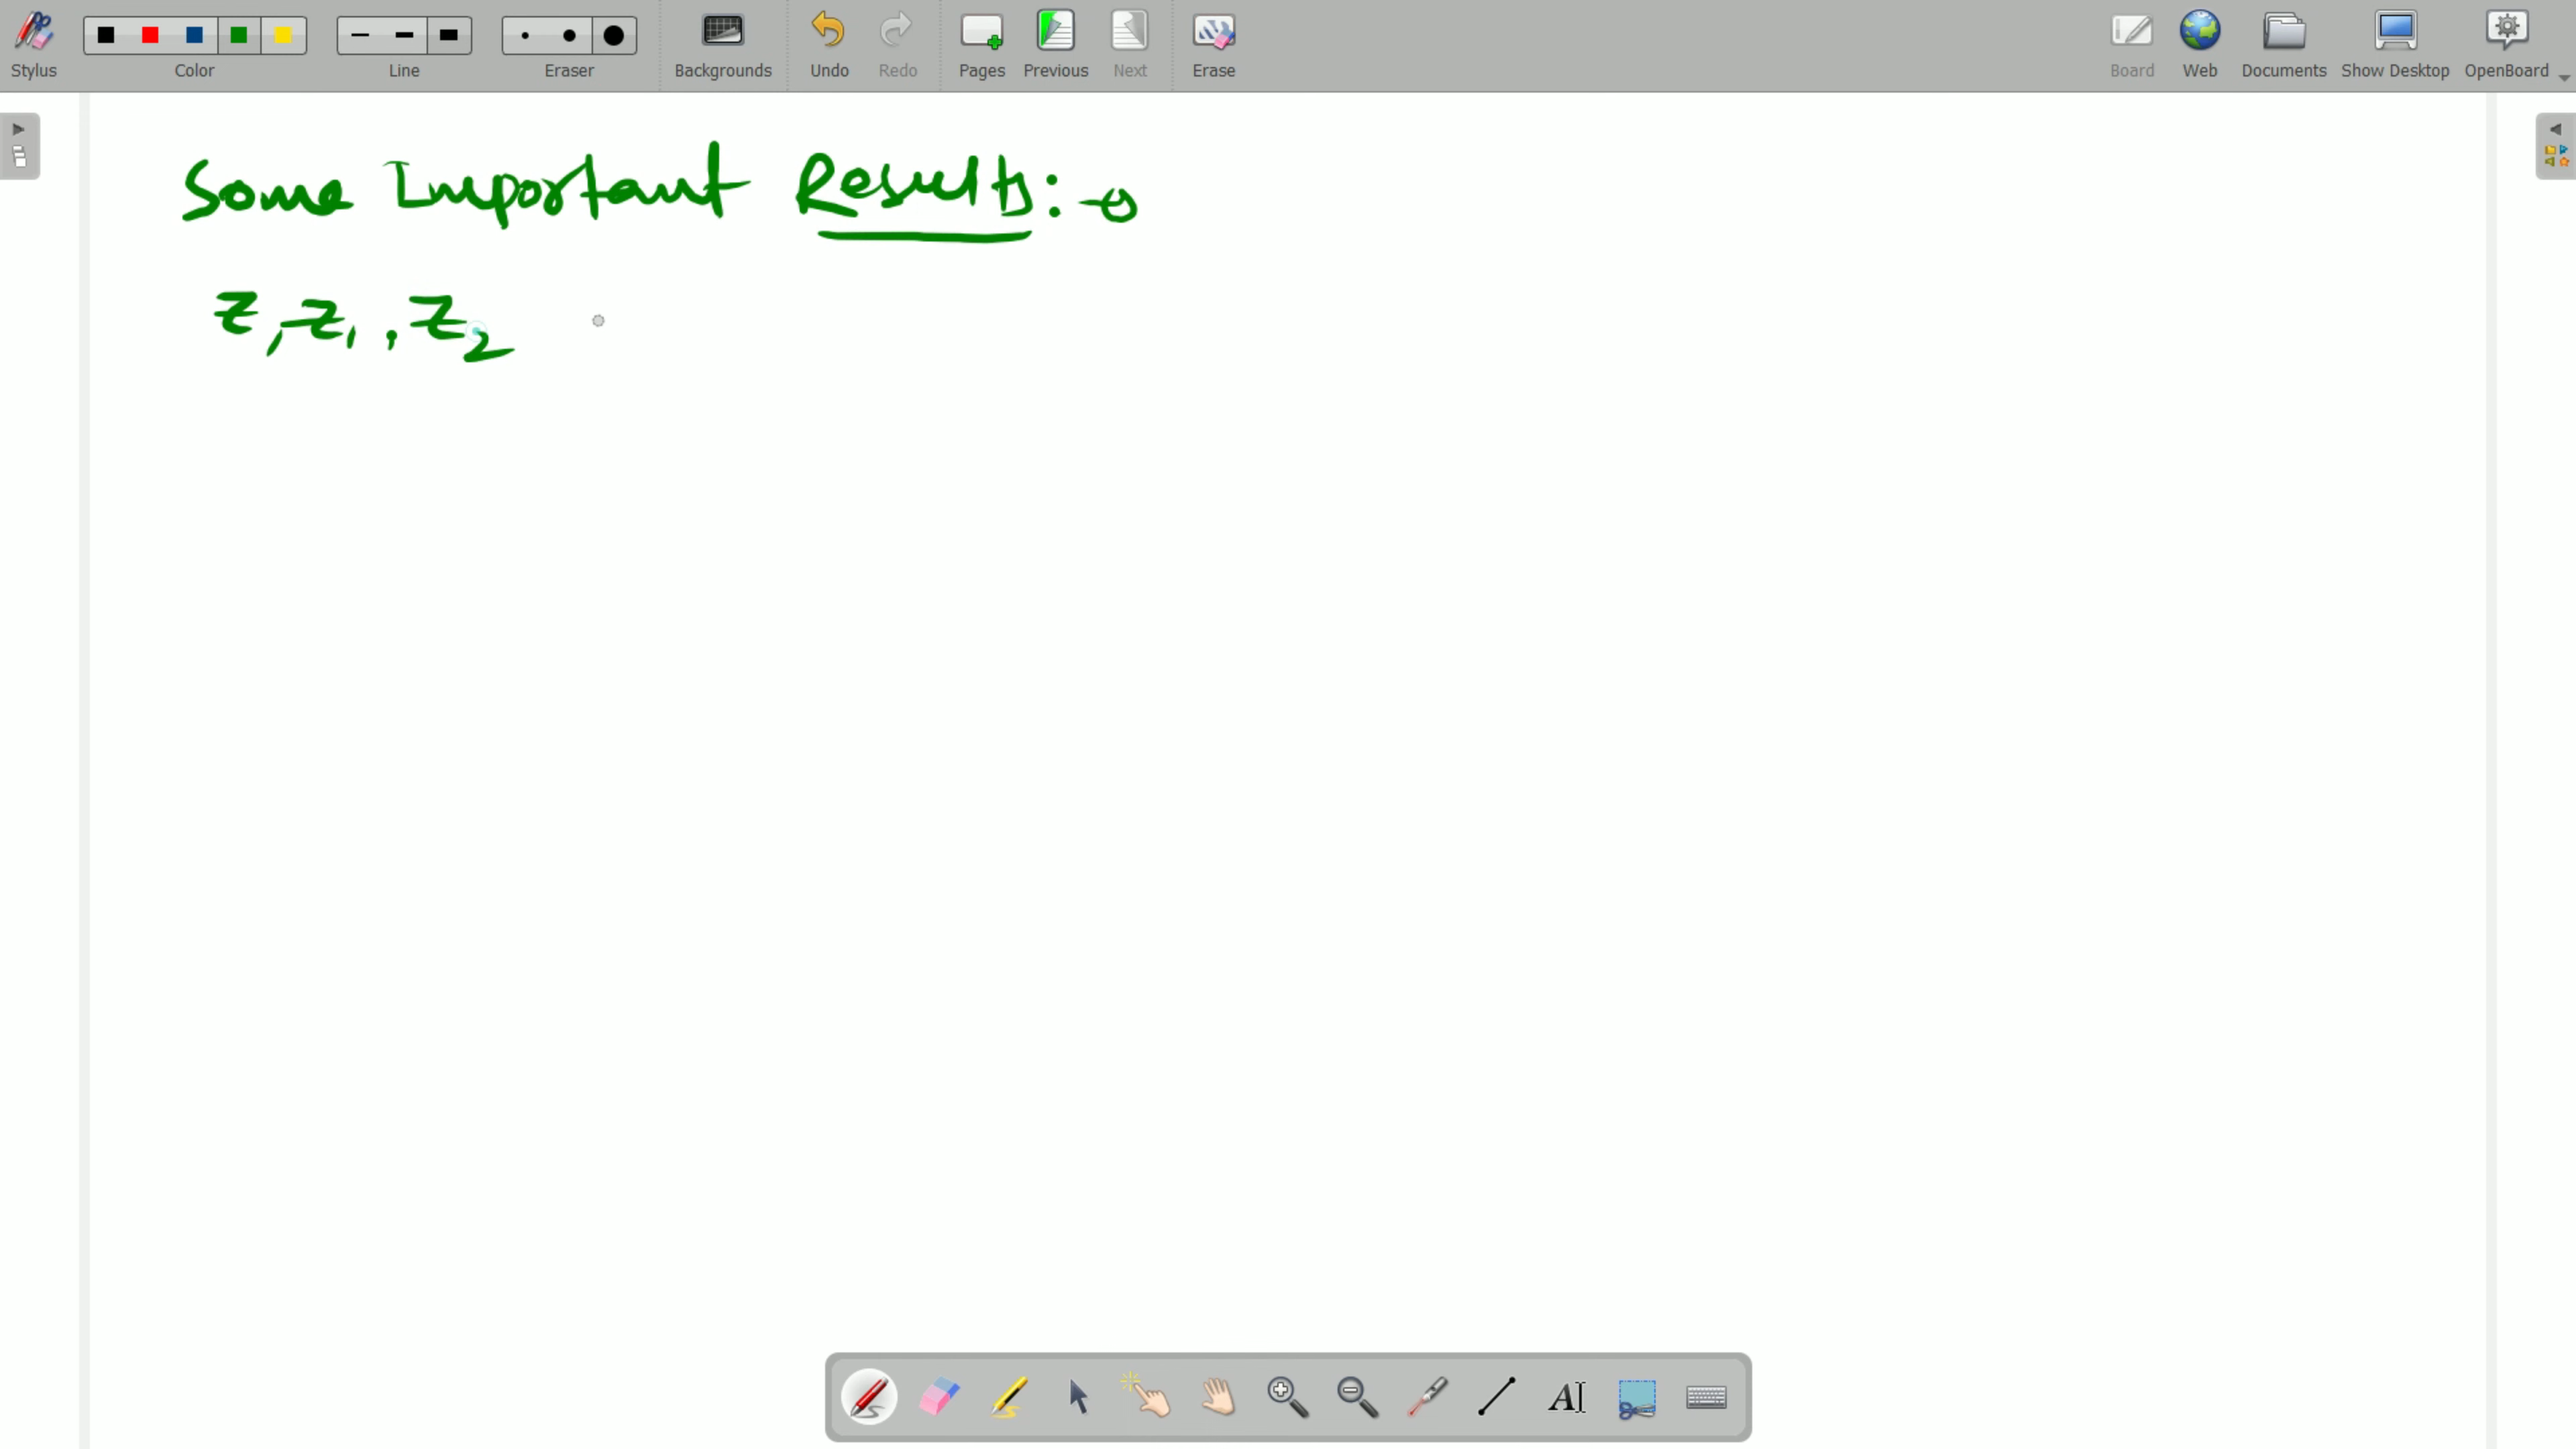 Stylus Color Line Eraser Backgrounds Undo Redo Pages Previous Next Erase Board Web Documents Show Desktop OpenBoard
Some Important Results:-
z, z₁, z₂